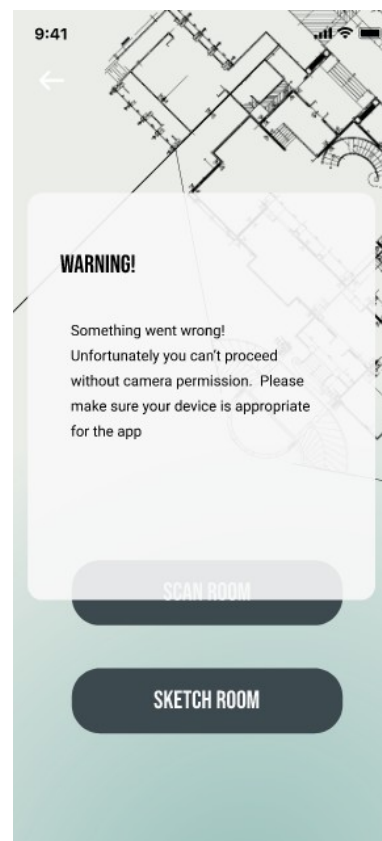 9:41
WARNING!
Something went wrong!
Unfortunately you can't proceed
without camera permission.  Please
make sure your device is appropriate
for the app
SCAN ROOM
SKETCH ROOM